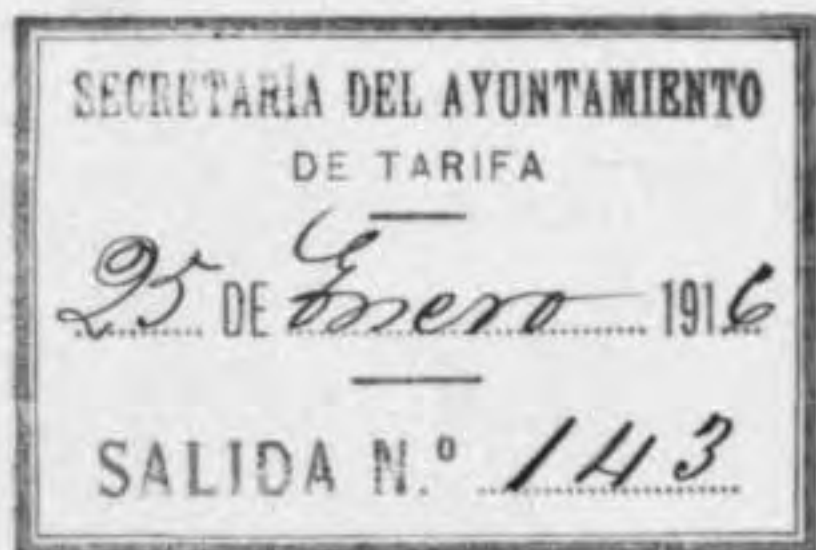 SECRETARÍA DEL AYUNTAMIENTO
DE TARIFA
25 DE Enero 1916
SALIDA N.º 143